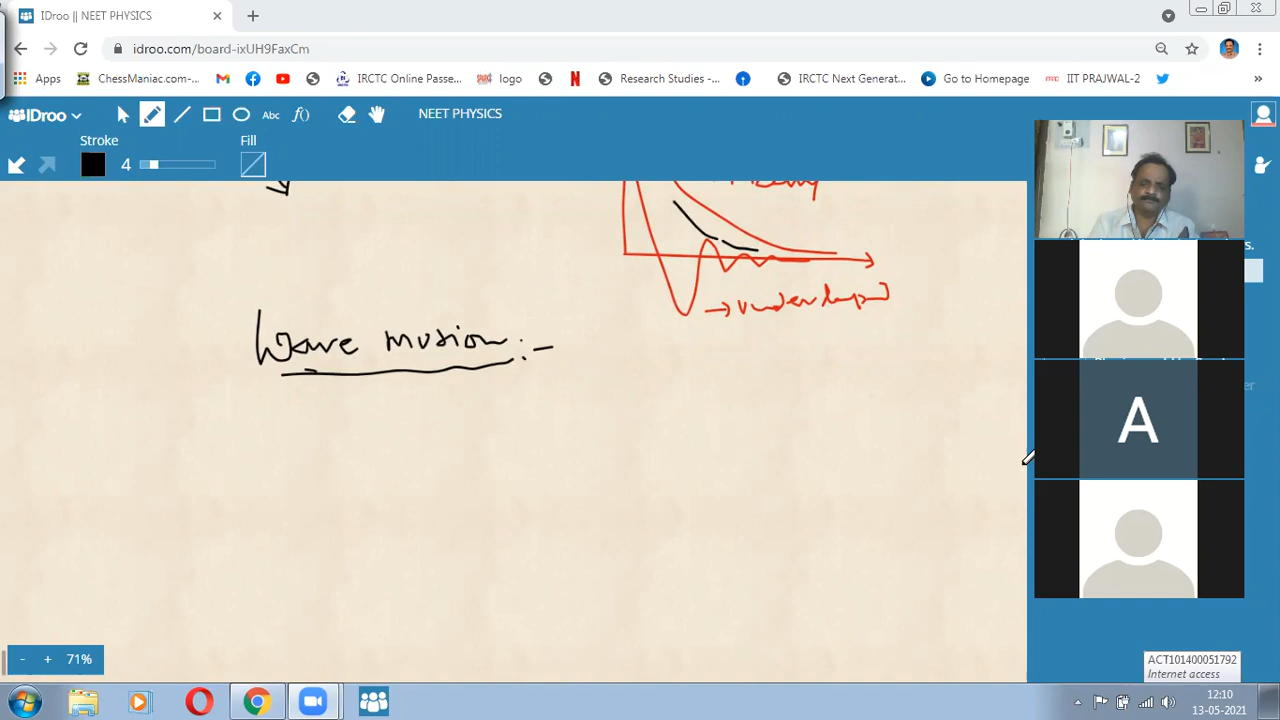 IDroo || NEET PHYSICS
idroo.com/board-ixUH9FaxCm
Apps
ChessManiac.com-...
IRCTC Online Passe...
logo
Research Studies -...
IRCTC Next Generat...
Go to Homepage
IIT PRAJWAL-2
»
IDroo
Abc
f()
NEET PHYSICS
Stroke
Fill
4
s.
underdamped
Wave motion :-
A
- + 71%
ACT101400051792
Internet access
12:10
13-05-2021